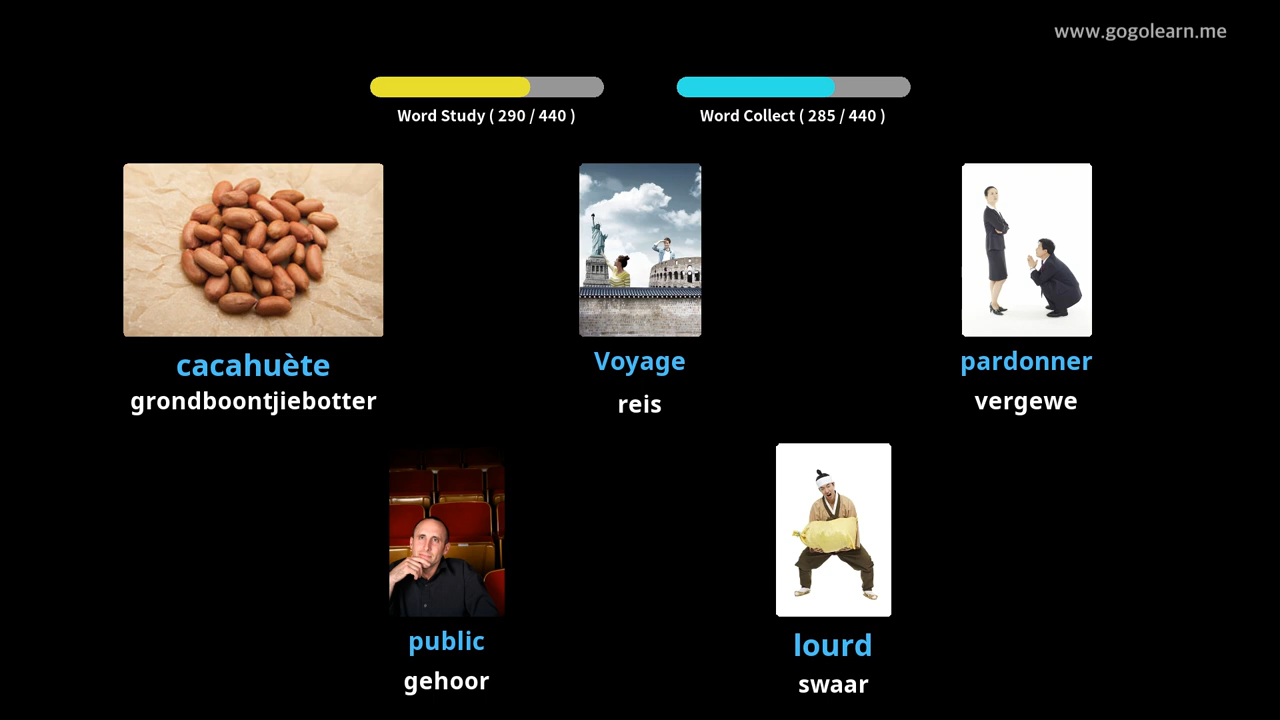 www.gogolearn.me
Word Study ( 290 / 440 )
Word Collect ( 285 / 440 )
cacahuète
grondboontjiebotter
Voyage
reis
pardonner
vergewe
public
gehoor
lourd
swaar